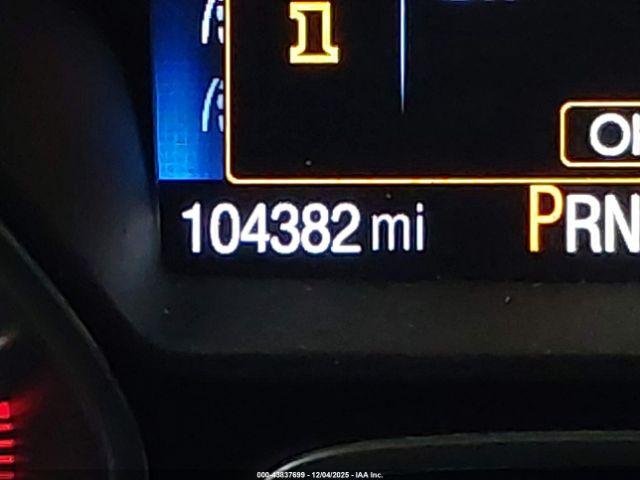 i
104382 mi
PRN
000-43837699 - 12/04/2025 - IAA Inc.